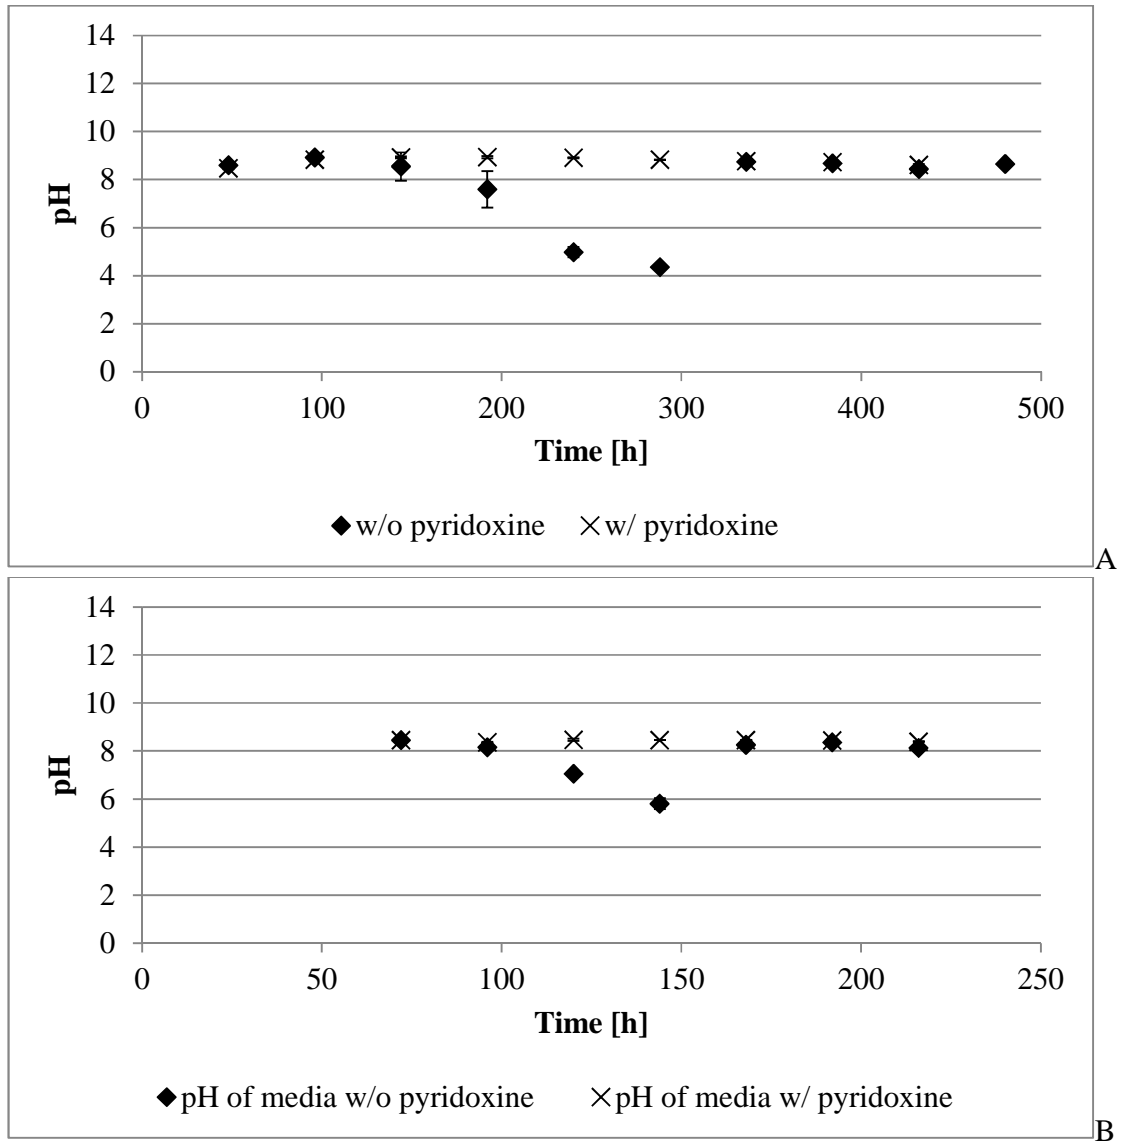 14
12
10
8
6
4
2
0
pH
0 100 200 300 400 500
Time [h]
w/o pyridoxine w/ pyridoxine
A
14
12
10
8
6
4
2
0
pH
0 50 100 150 200 250
Time [h]
pH of media w/o pyridoxine pH of media w/ pyridoxine
B